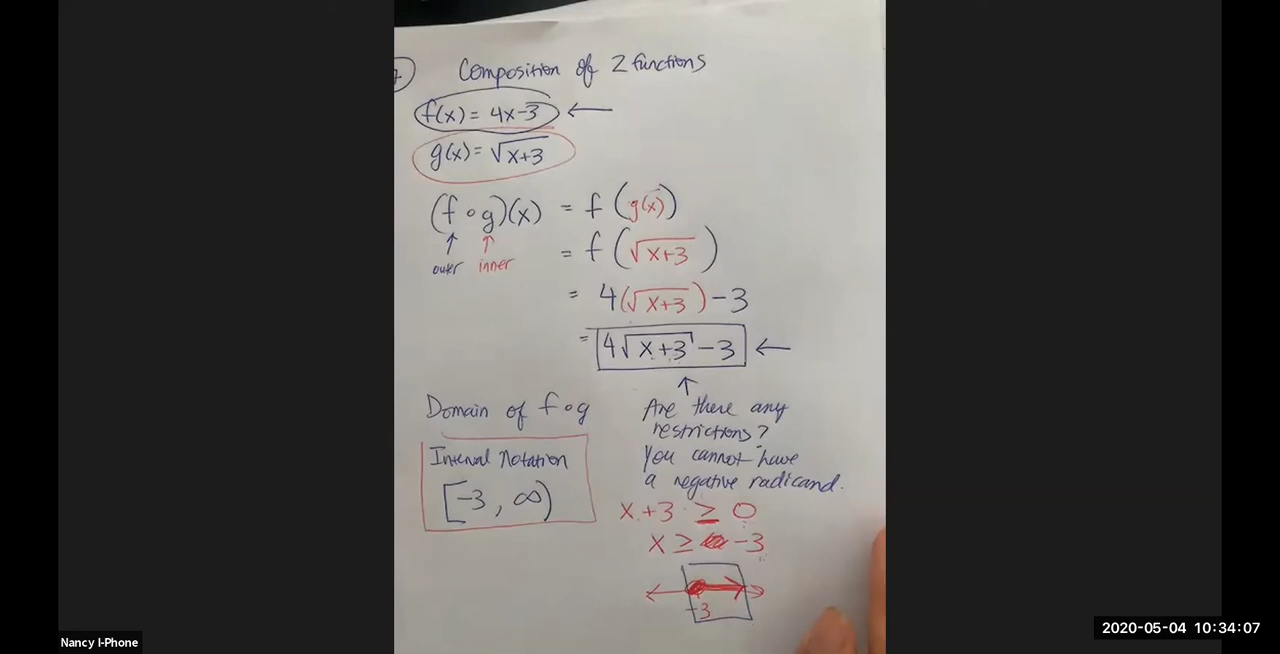 Composition of 2 functions
f(x) = 4x-3 ←
g(x) = √x+3
(f∘g)(x) = f(g(x))
↑ ↑
outer inner
= f(√x+3)
= 4(√x+3) -3
= 4√x+3 -3 ←
↑
Domain of f∘g
Interval Notation
[-3, ∞)
Are there any
restrictions?
You cannot have
a negative radicand.
x+3 ≥ 0
x ≥ -3
-3
Nancy I-Phone
2020-05-04 10:34:07